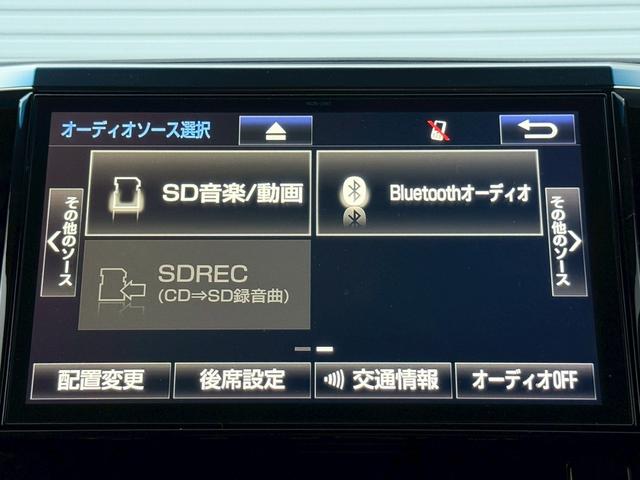 オーディオソース選択
その他のソース
SD音楽/動画
Bluetoothオーディオ
その他のソース
SDREC
(CD⇒SD録音曲)
配置変更
後席設定
交通情報
オーディオOFF